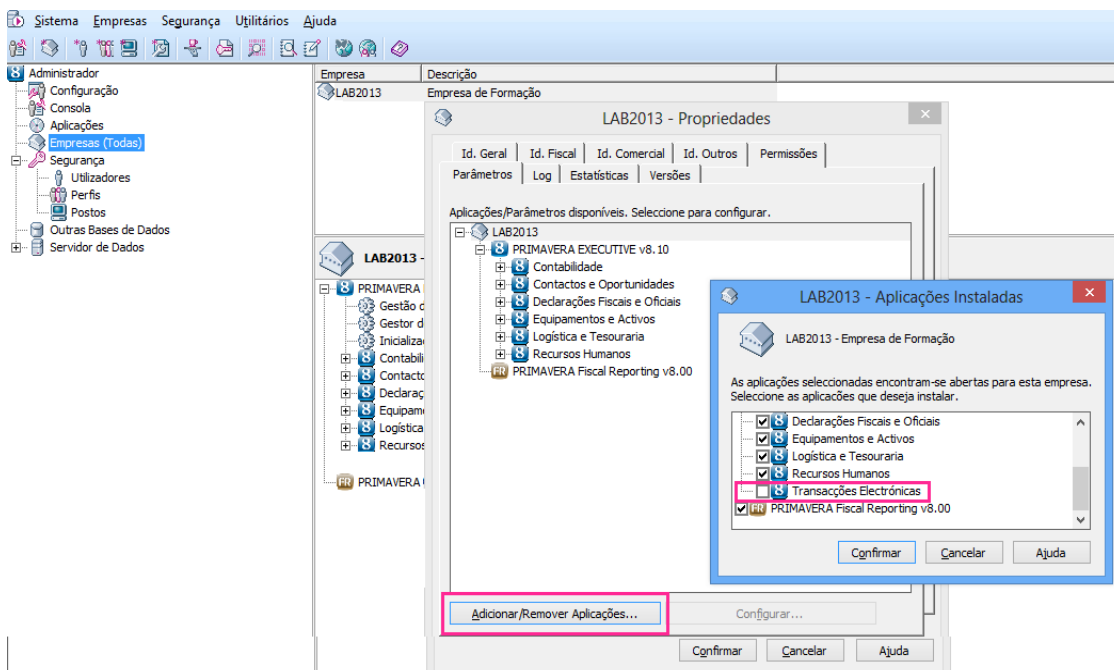 Sistema Empresas Segurança Utilitários Ajuda
Administrador
Configuração
Consola
Aplicações
Empresas (Todas)
Segurança
Utilizadores
Perfis
Postos
Outras Bases de Dados
Servidor de Dados
Empresa Descrição
LAB2013 Empresa de Formação
LAB2013 -
PRIMAVERA
Gestão
Gestor d
Inicializa
Contabili
Contacto
Declaraç
Equipam
Logística
Recursos
PRIMAVERA
LAB2013 - Propriedades
Id. Geral Id. Fiscal Id. Comercial Id. Outros Permissões
Parâmetros Log Estatísticas Versões
Aplicações/Parâmetros disponíveis. Seleccione para configurar.
LAB2013
PRIMAVERA EXECUTIVE v8.10
Contabilidade
Contactos e Oportunidades
Declarações Fiscais e Oficiais
Equipamentos e Activos
Logística e Tesouraria
Recursos Humanos
PRIMAVERA Fiscal Reporting v8.00
Adicionar/Remover Aplicações... Configurar...
Confirmar Cancelar Ajuda
LAB2013 - Aplicações Instaladas
LAB2013 - Empresa de Formação
As aplicações seleccionadas encontram-se abertas para esta empresa.
Seleccione as aplicações que deseja instalar.
Declarações Fiscais e Oficiais
Equipamentos e Activos
Logística e Tesouraria
Recursos Humanos
Transacções Electrónicas
PRIMAVERA Fiscal Reporting v8.00
Confirmar Cancelar Ajuda